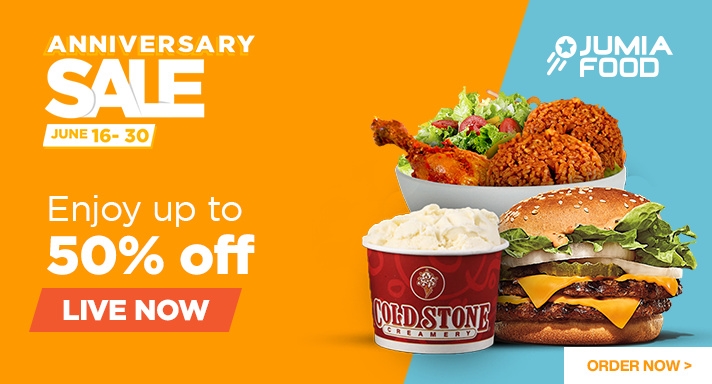 ANNIVERSARY
SALE
JUNE 16- 30
JUMIA
FOOD
Enjoy up to
50% off
LIVE NOW
COLD STONE
CREAMERY
ORDER NOW >